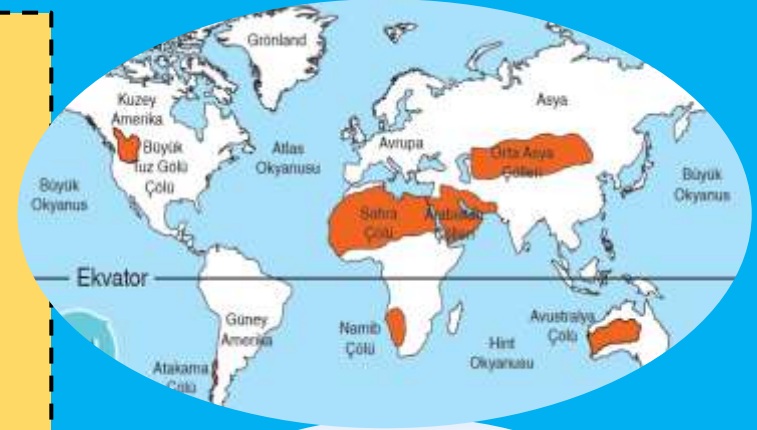 Grönland
Kuzey
Amerika
Asya
Büyük
Tuz Gölü
Çölü
Atlas
Okyanusu
Avrupa
Orta Asya
Çölleri
Büyük
Okyanus
Büyük
Okyanus
Sahra
Çölü
Arabistan
Çölleri
Ekvator
Güney
Amerika
Namib
Çölü
Hint
Okyanusu
Avustralya
Çölü
Atakama
Çölü